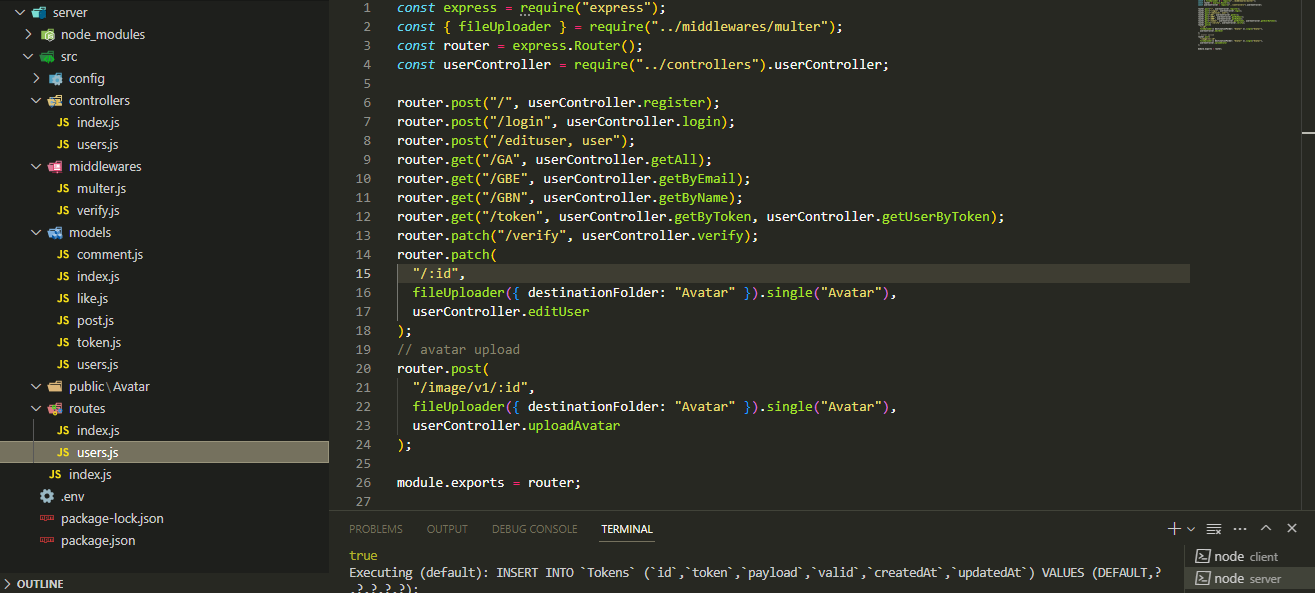 server
node_modules
src
config
controllers
JS index.js
JS users.js
middlewares
JS multer.js
JS verify.js
models
JS comment.js
JS index.js
JS like.js
JS post.js
JS token.js
JS users.js
public\Avatar
routes
JS index.js
JS users.js
JS index.js
.env
package-lock.json
package.json
OUTLINE
1 const express = require("express");
2 const { fileUploader } = require("../middlewares/multer");
3 const router = express.Router();
4 const userController = require("../controllers").userController;
5
6 router.post("/", userController.register);
7 router.post("/login", userController.login);
8 router.post("/edituser, user");
9 router.get("/GA", userController.getAll);
10 router.get("/GBE", userController.getByEmail);
11 router.get("/GBN", userController.getByName);
12 router.get("/token", userController.getByToken, userController.getUserByToken);
13 router.patch("/verify", userController.verify);
14 router.patch(
15 "/:id",
16 fileUploader({ destinationFolder: "Avatar" }).single("Avatar"),
17 userController.editUser
18 );
19 // avatar upload
20 router.post(
21 "/image/v1/:id",
22 fileUploader({ destinationFolder: "Avatar" }).single("Avatar"),
23 userController.uploadAvatar
24 );
25
26 module.exports = router;
27
PROBLEMS OUTPUT DEBUG CONSOLE TERMINAL
true
Executing (default): INSERT INTO `Tokens` (`id`,`token`,`payload`,`valid`,`createdAt`,`updatedAt`) VALUES (DEFAULT,?
,?,?,?,?);
node client
node server